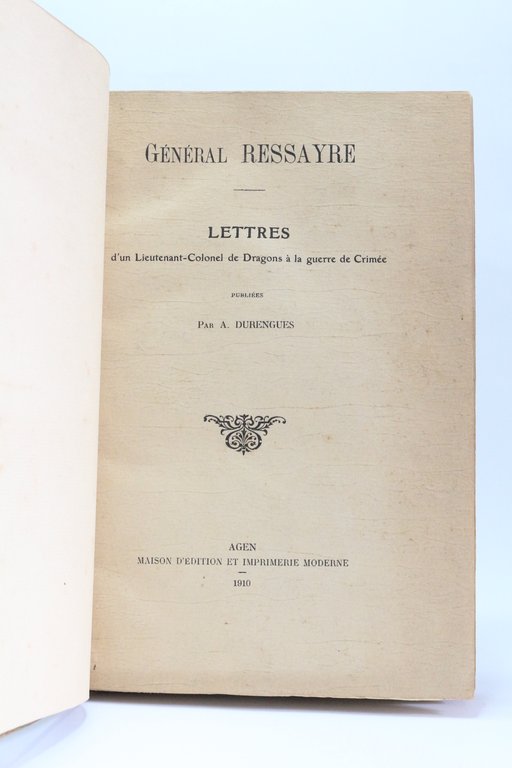 GÉNÉRAL RESSAYRE
LETTRES
d'un Lieutenant-Colonel de Dragons à la guerre de Crimée
PUBLIÉES
PAR A. DURENGUES
AGEN
MAISON D'EDITION ET IMPRIMERIE MODERNE
1910